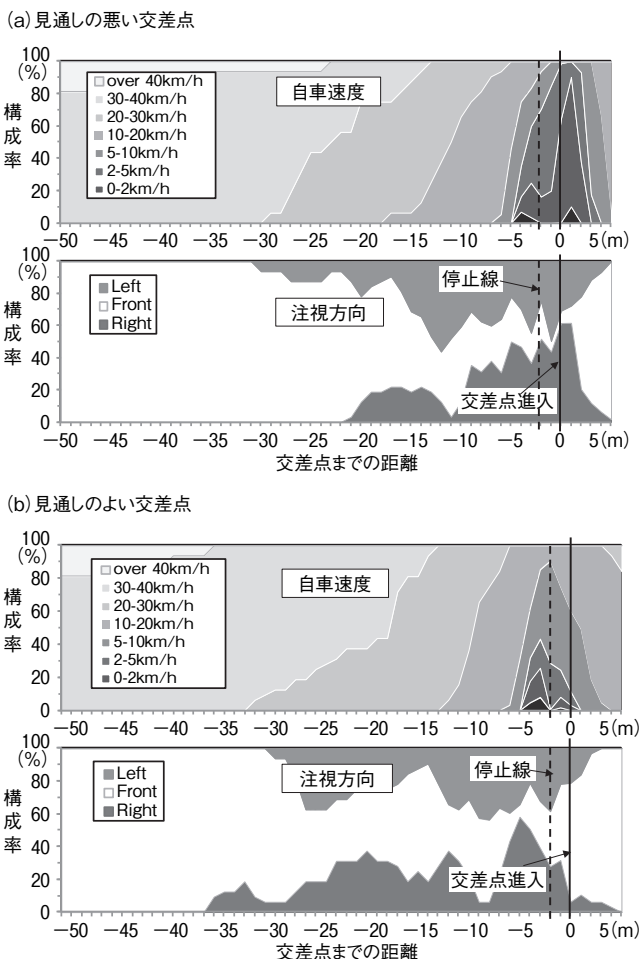 (a)見通しの悪い交差点
100
(%)
80
60
40
20
0
構成率
over 40km/h
30-40km/h
20-30km/h
10-20km/h
5-10km/h
2-5km/h
0-2km/h
自車速度
−50 −45 −40 −35 −30 −25 −20 −15 −10 −5 0 5(m)
100
(%)
80
60
40
20
0
構成率
Left
Front
Right
注視方向
停止線
交差点進入
−50 −45 −40 −35 −30 −25 −20 −15 −10 −5 0 5(m)
交差点までの距離
(b)見通しのよい交差点
100
(%)
80
60
40
20
0
構成率
over 40km/h
30-40km/h
20-30km/h
10-20km/h
5-10km/h
2-5km/h
0-2km/h
自車速度
−50 −45 −40 −35 −30 −25 −20 −15 −10 −5 0 5(m)
100
(%)
80
60
40
20
0
構成率
Left
Front
Right
注視方向
停止線
交差点進入
−50 −45 −40 −35 −30 −25 −20 −15 −10 −5 0 5(m)
交差点までの距離